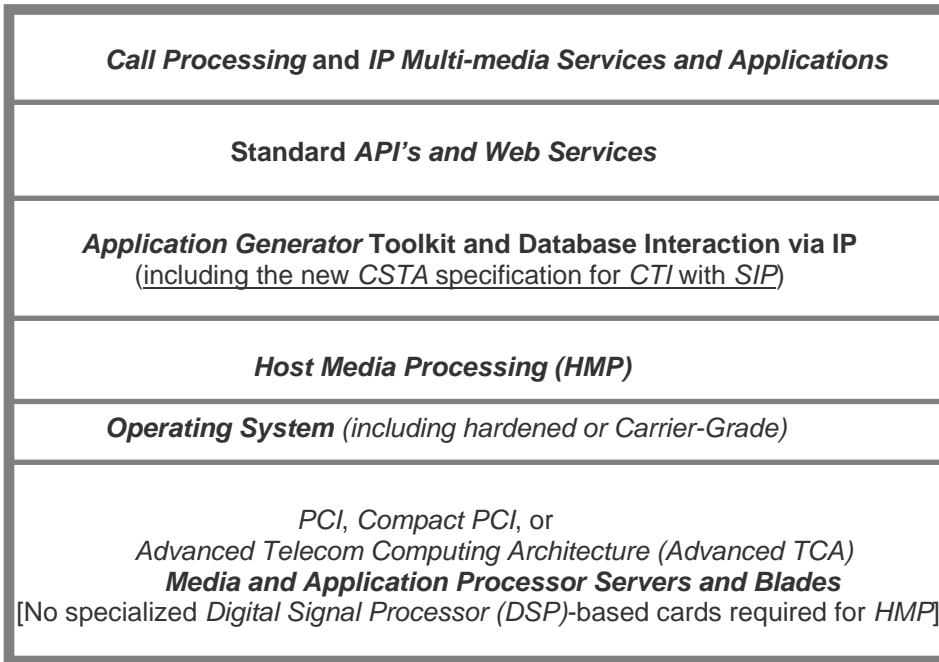 Call Processing and IP Multi-media Services and Applications
Standard API's and Web Services
Application Generator Toolkit and Database Interaction via IP
(including the new CSTA specification for CTI with SIP)
Host Media Processing (HMP)
Operating System (including hardened or Carrier-Grade)
PCI, Compact PCI, or
Advanced Telecom Computing Architecture (Advanced TCA)
Media and Application Processor Servers and Blades
[No specialized Digital Signal Processor (DSP)-based cards required for HMP]